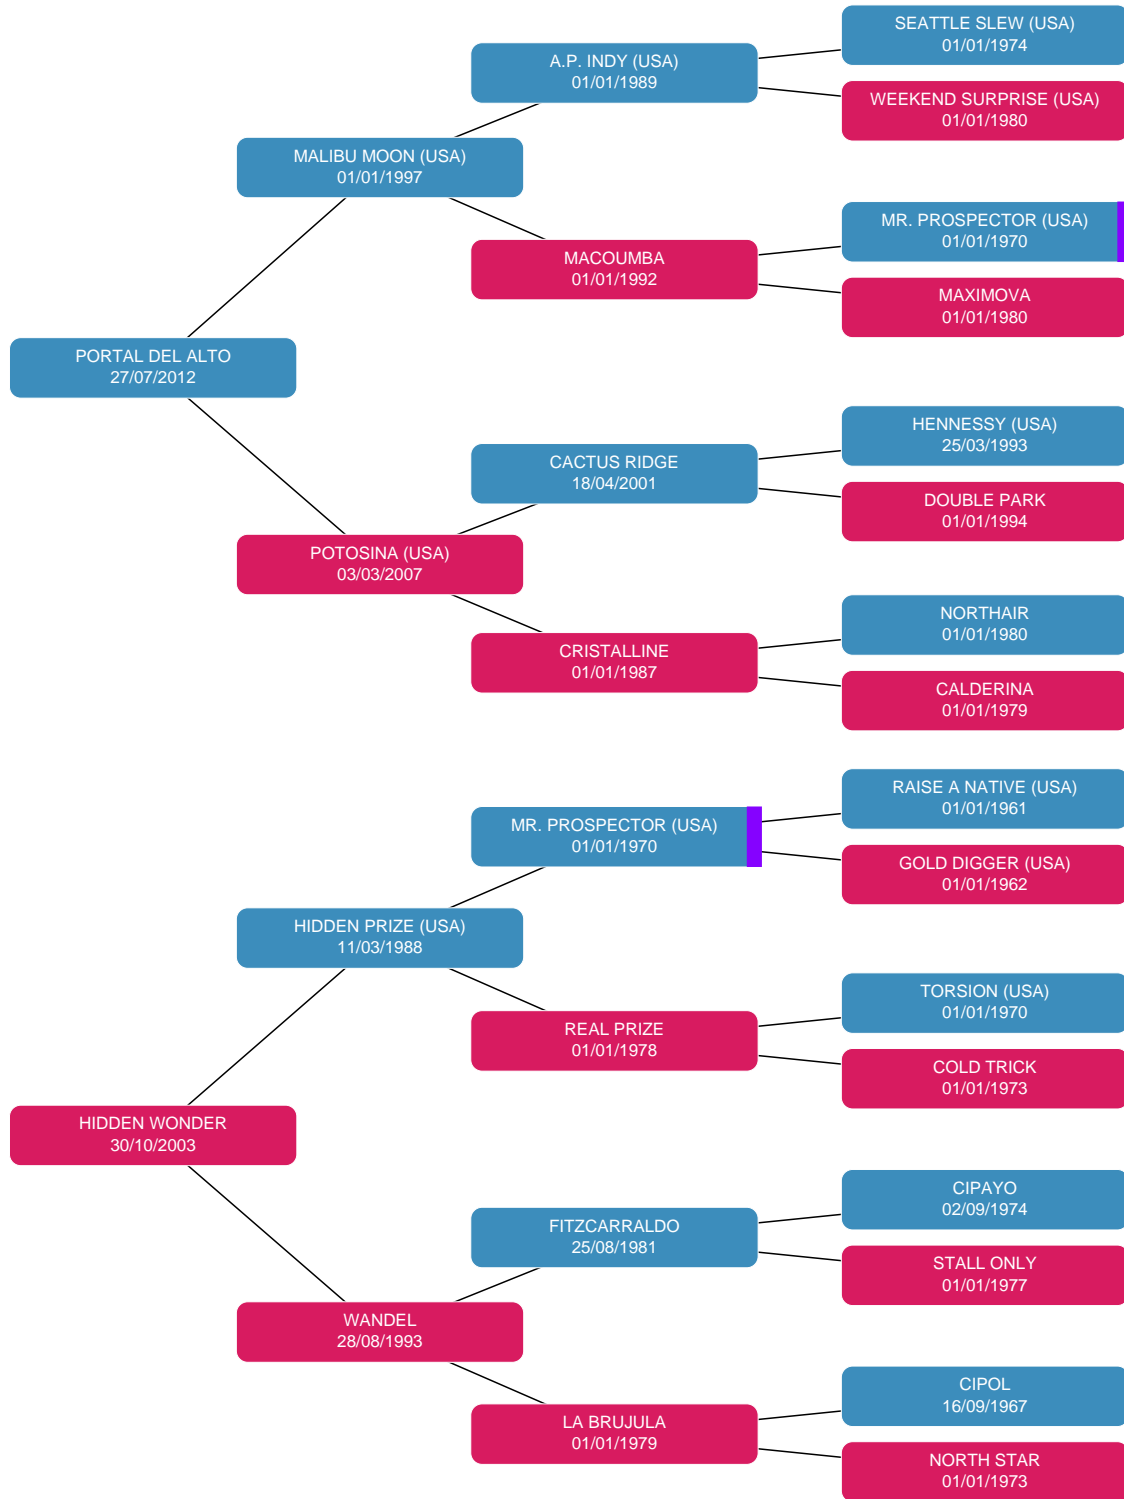 SEATTLE SLEW (USA)
01/01/1974
A.P. INDY (USA)
01/01/1989
WEEKEND SURPRISE (USA)
01/01/1980
MALIBU MOON (USA)
01/01/1997
MR. PROSPECTOR (USA)
01/01/1970
MACOUMBA
01/01/1992
MAXIMOVA
01/01/1980
PORTAL DEL ALTO
27/07/2012
HENNESSY (USA)
25/03/1993
CACTUS RIDGE
18/04/2001
DOUBLE PARK
01/01/1994
POTOSINA (USA)
03/03/2007
NORTHAIR
01/01/1980
CRISTALLINE
01/01/1987
CALDERINA
01/01/1979
RAISE A NATIVE (USA)
01/01/1961
MR. PROSPECTOR (USA)
01/01/1970
GOLD DIGGER (USA)
01/01/1962
HIDDEN PRIZE (USA)
11/03/1988
TORSION (USA)
01/01/1970
REAL PRIZE
01/01/1978
COLD TRICK
01/01/1973
HIDDEN WONDER
30/10/2003
CIPAYO
02/09/1974
FITZCARRALDO
25/08/1981
STALL ONLY
01/01/1977
WANDEL
28/08/1993
CIPOL
16/09/1967
LA BRUJULA
01/01/1979
NORTH STAR
01/01/1973